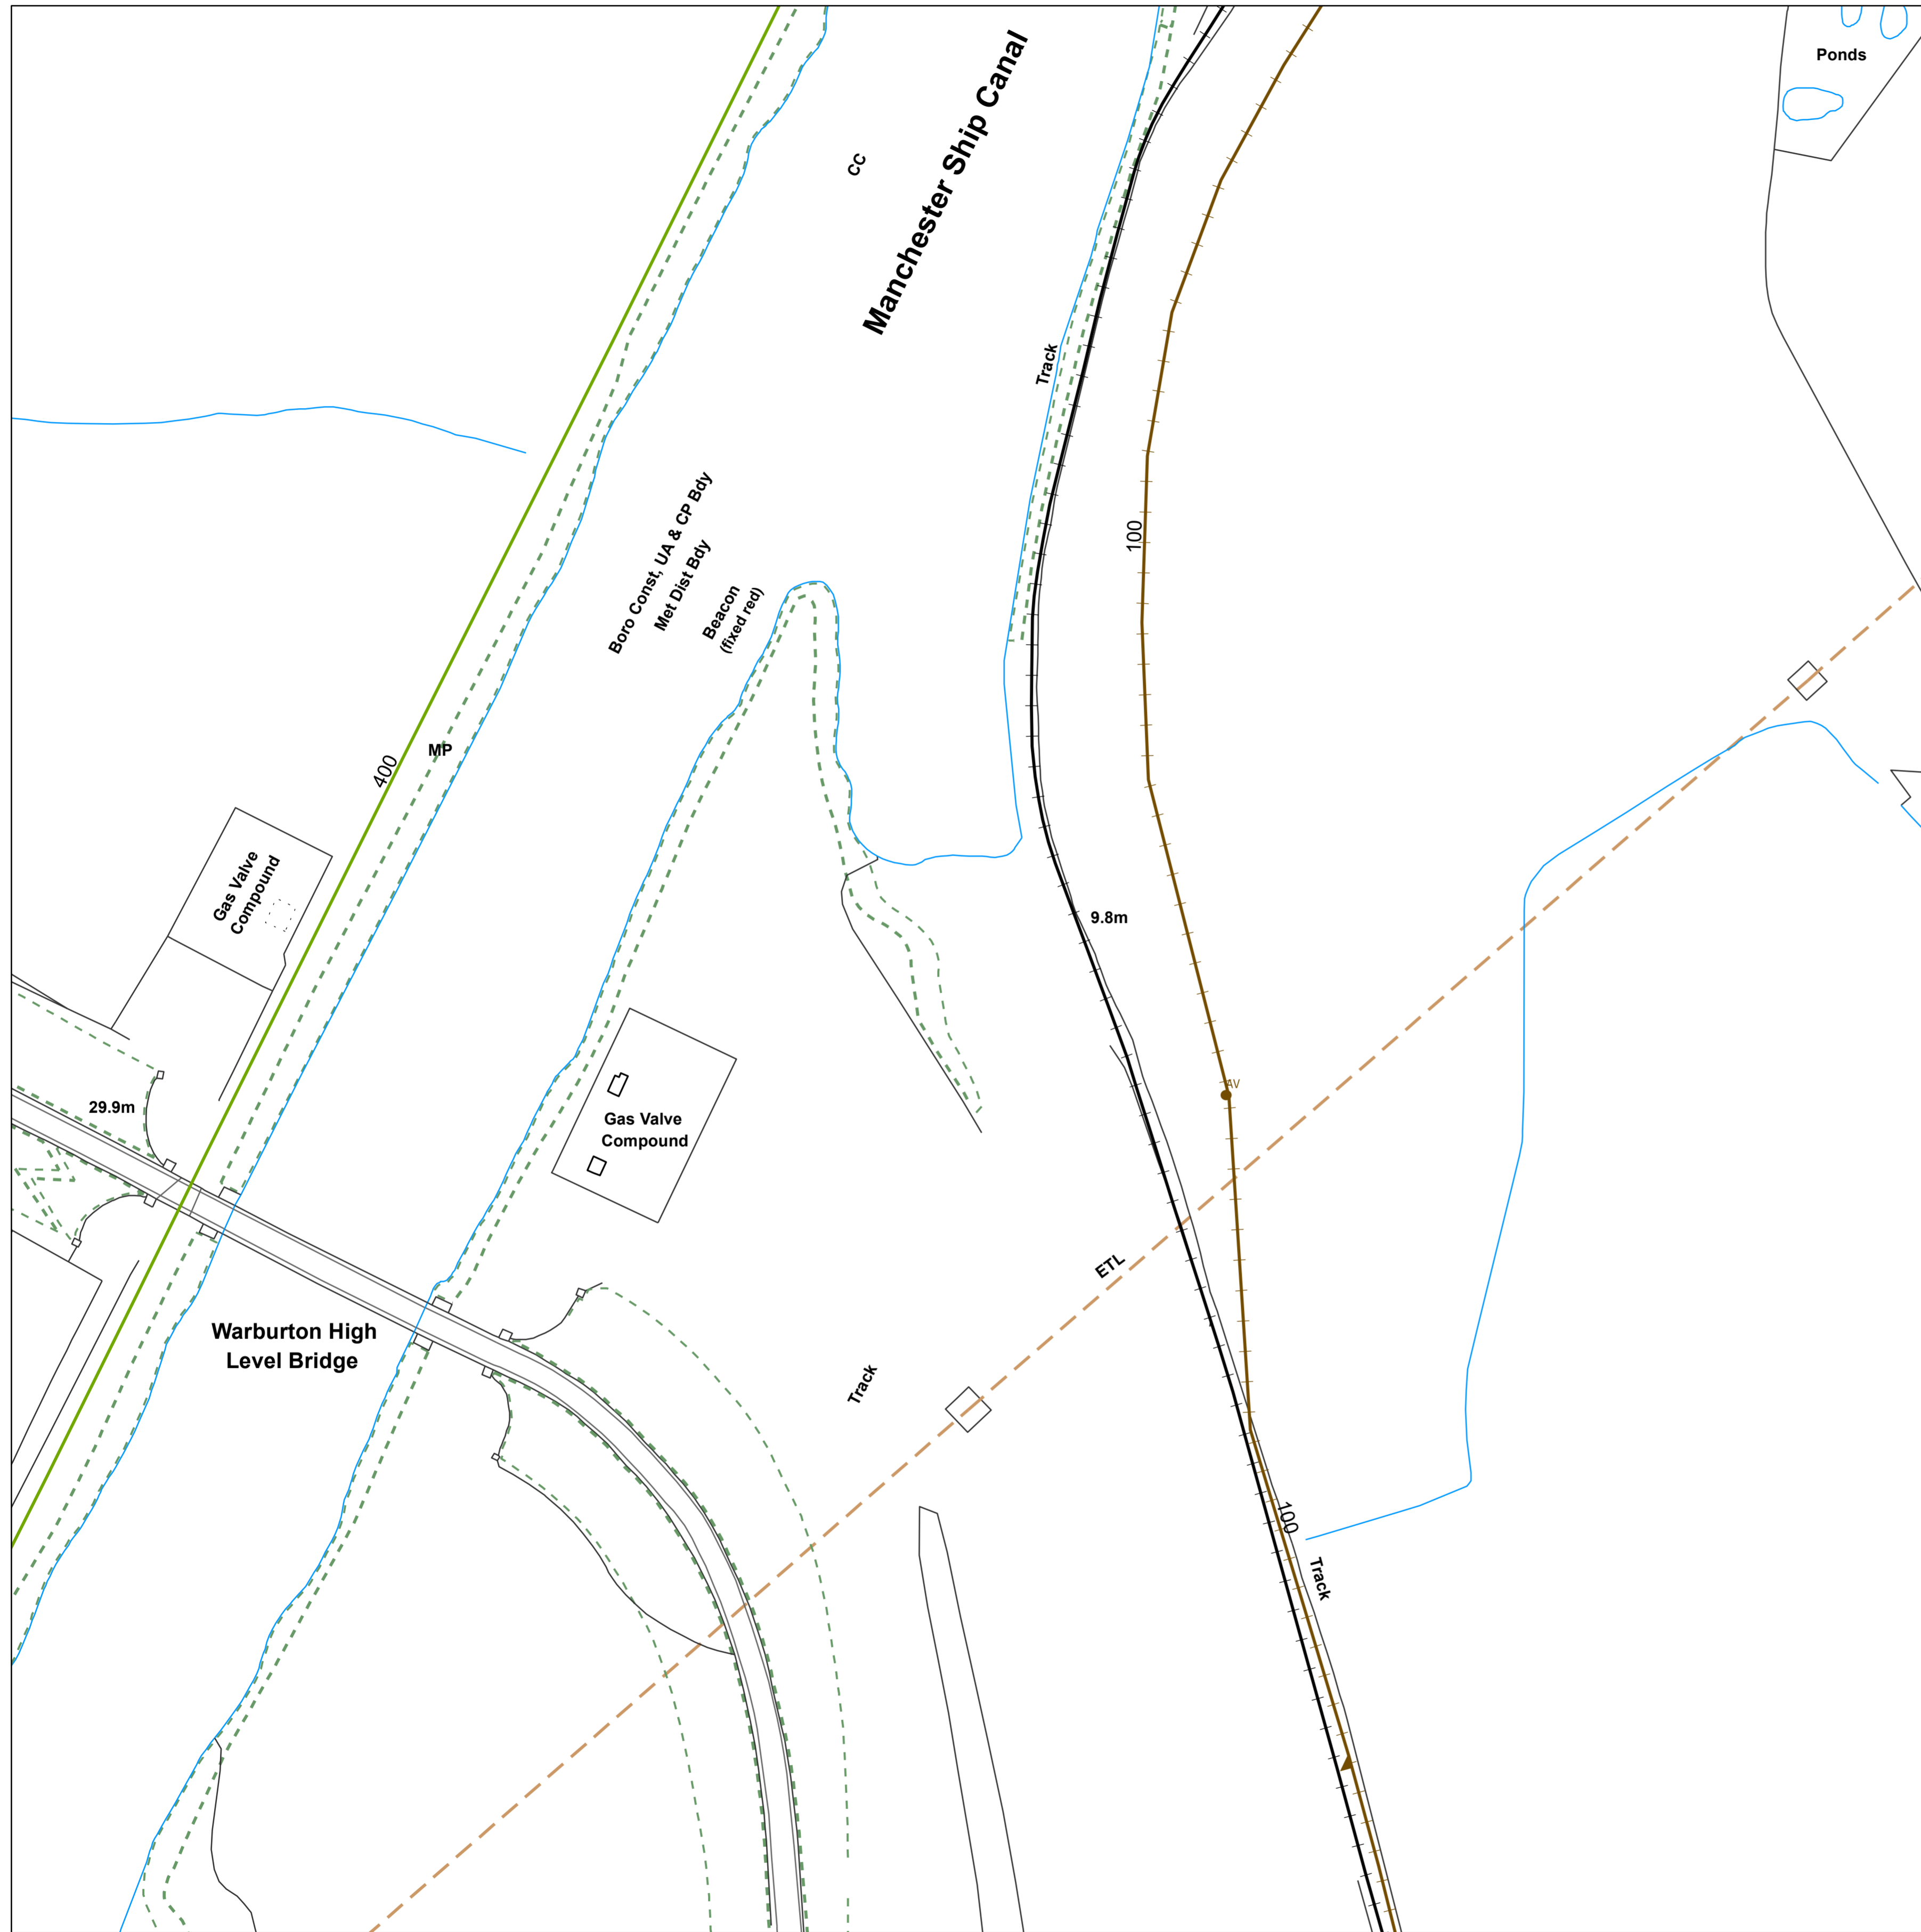 Ponds
CC
Manchester Ship Canal
Track
100
Boro Const, UA & CP Bdy
Met Dist Bdy
Beacon
(fixed red)
MP
400
Gas Valve
Compound
9.8m
AV
29.9m
Gas Valve
Compound
ETL
Warburton High
Level Bridge
Track
100
Track